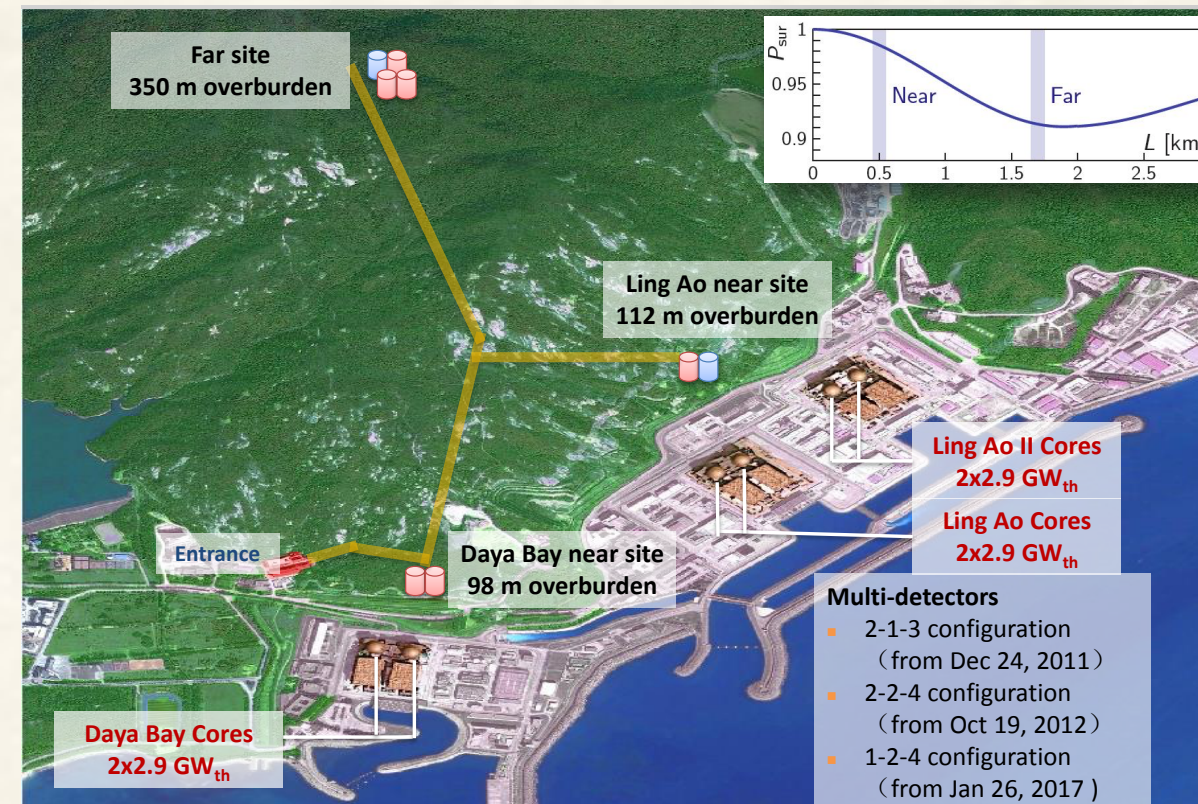 Far site
350 m overburden
P_sur
1
0.95
0.9
Near
Far
L [km
0
0.5
1
1.5
2
2.5
Ling Ao near site
112 m overburden
Ling Ao II Cores
2x2.9 GW_th
Ling Ao Cores
2x2.9 GW_th
Entrance
Daya Bay near site
98 m overburden
Daya Bay Cores
2x2.9 GW_th
Multi-detectors
▪ 2-1-3 configuration
（from Dec 24, 2011）
▪ 2-2-4 configuration
（from Oct 19, 2012）
▪ 1-2-4 configuration
（from Jan 26, 2017 )